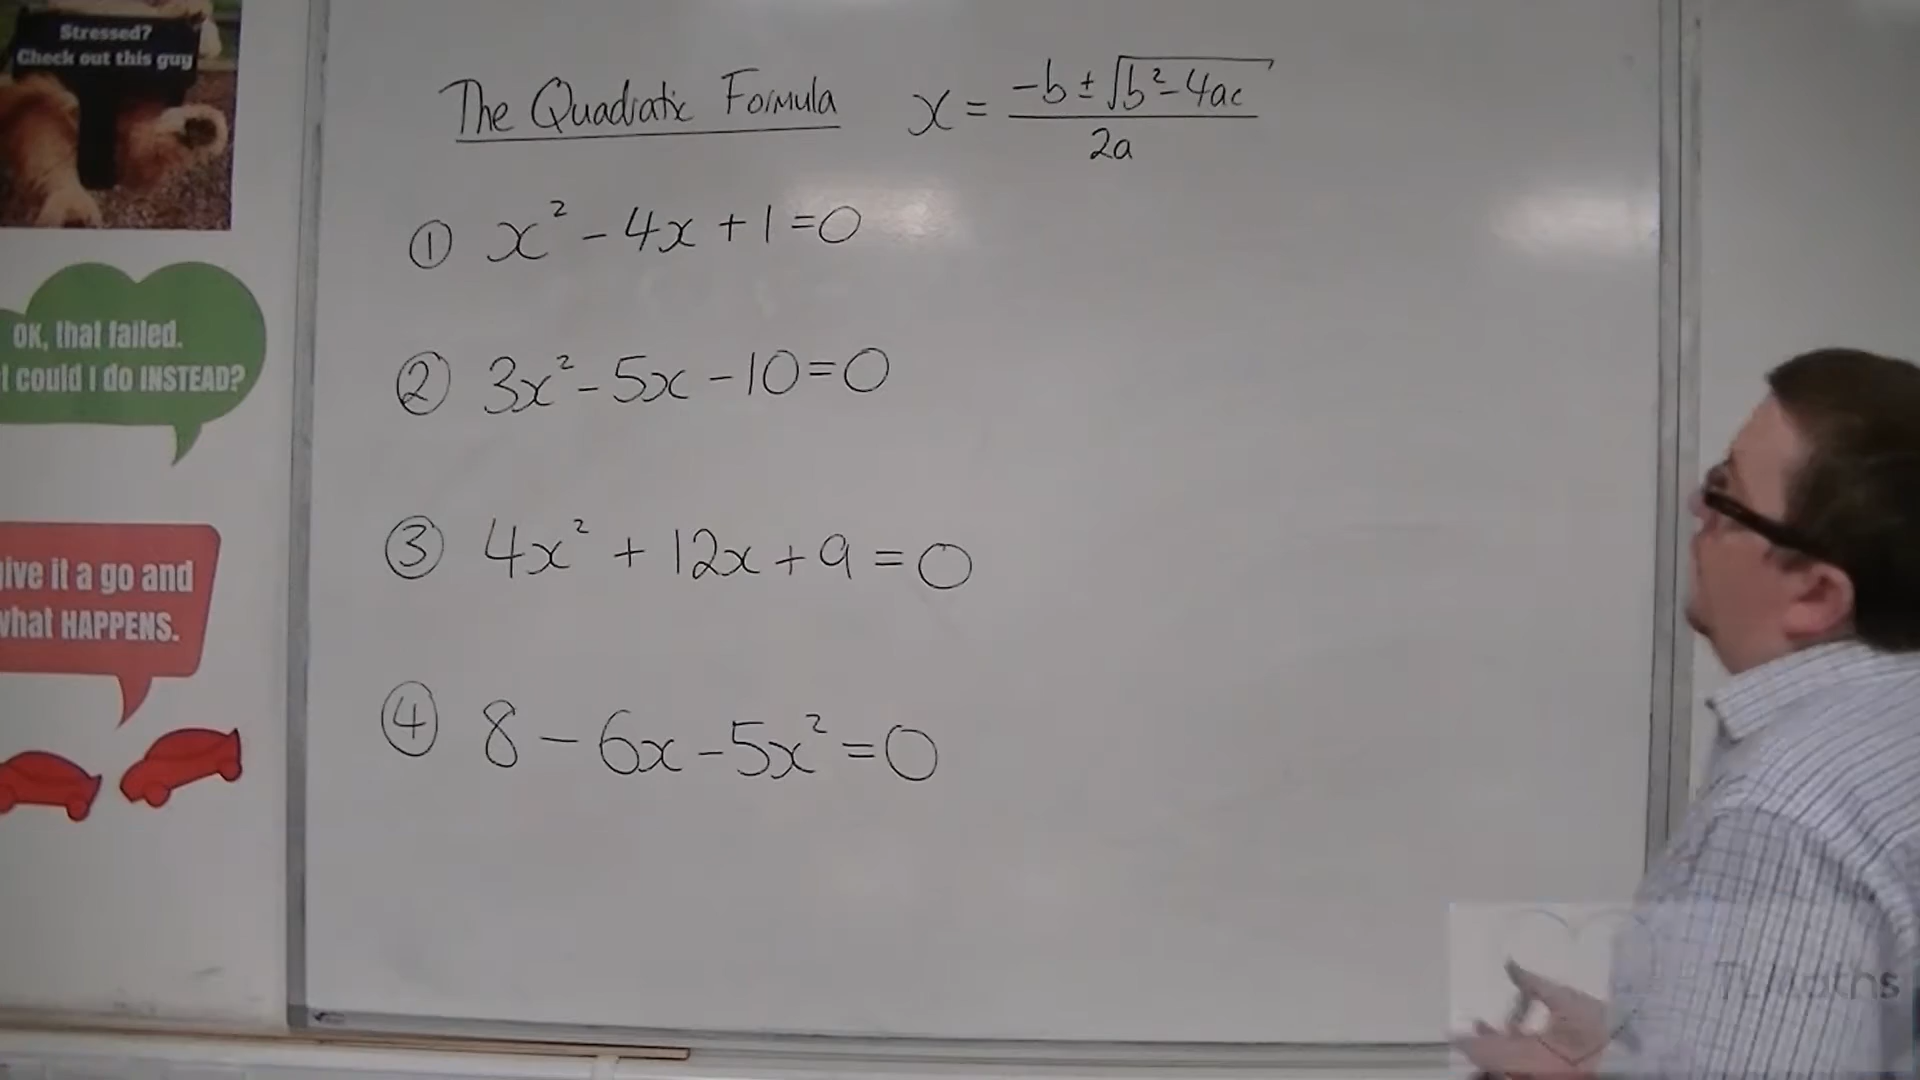 Stressed?
Check out this guy
The Quadratic Formula x = -b ± √b² - 4ac / 2a
① x² - 4x + 1 = 0
OK, that failed.
could I do INSTEAD?
② 3x² - 5x - 10 = 0
③ 4x² + 12x + 9 = 0
it a go and
what HAPPENS.
④ 8 - 6x - 5x² = 0
TLMaths